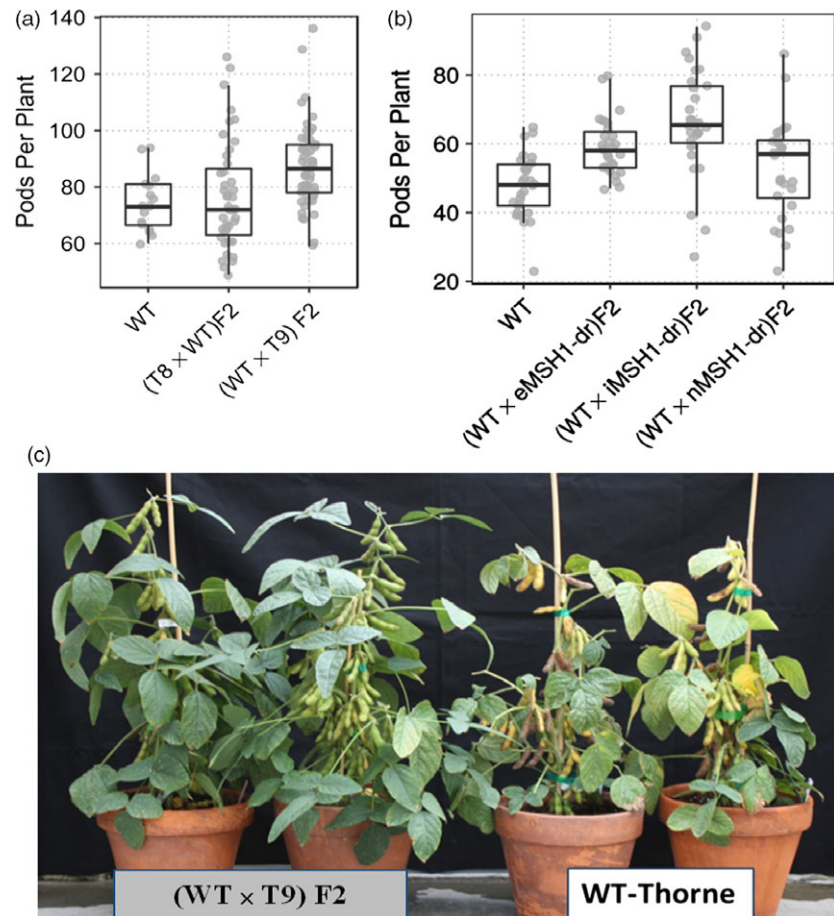 (a)
140
120
100
80
60
Pods Per Plant
WT
(T8 × WT)F2
(WT × T9) F2
(b)
80
60
40
20
Pods Per Plant
WT
(WT × eMSH1-dr)F2
(WT × iMSH1-dr)F2
(WT × nMSH1-dr)F2
(c)
(WT × T9) F2
WT-Thorne